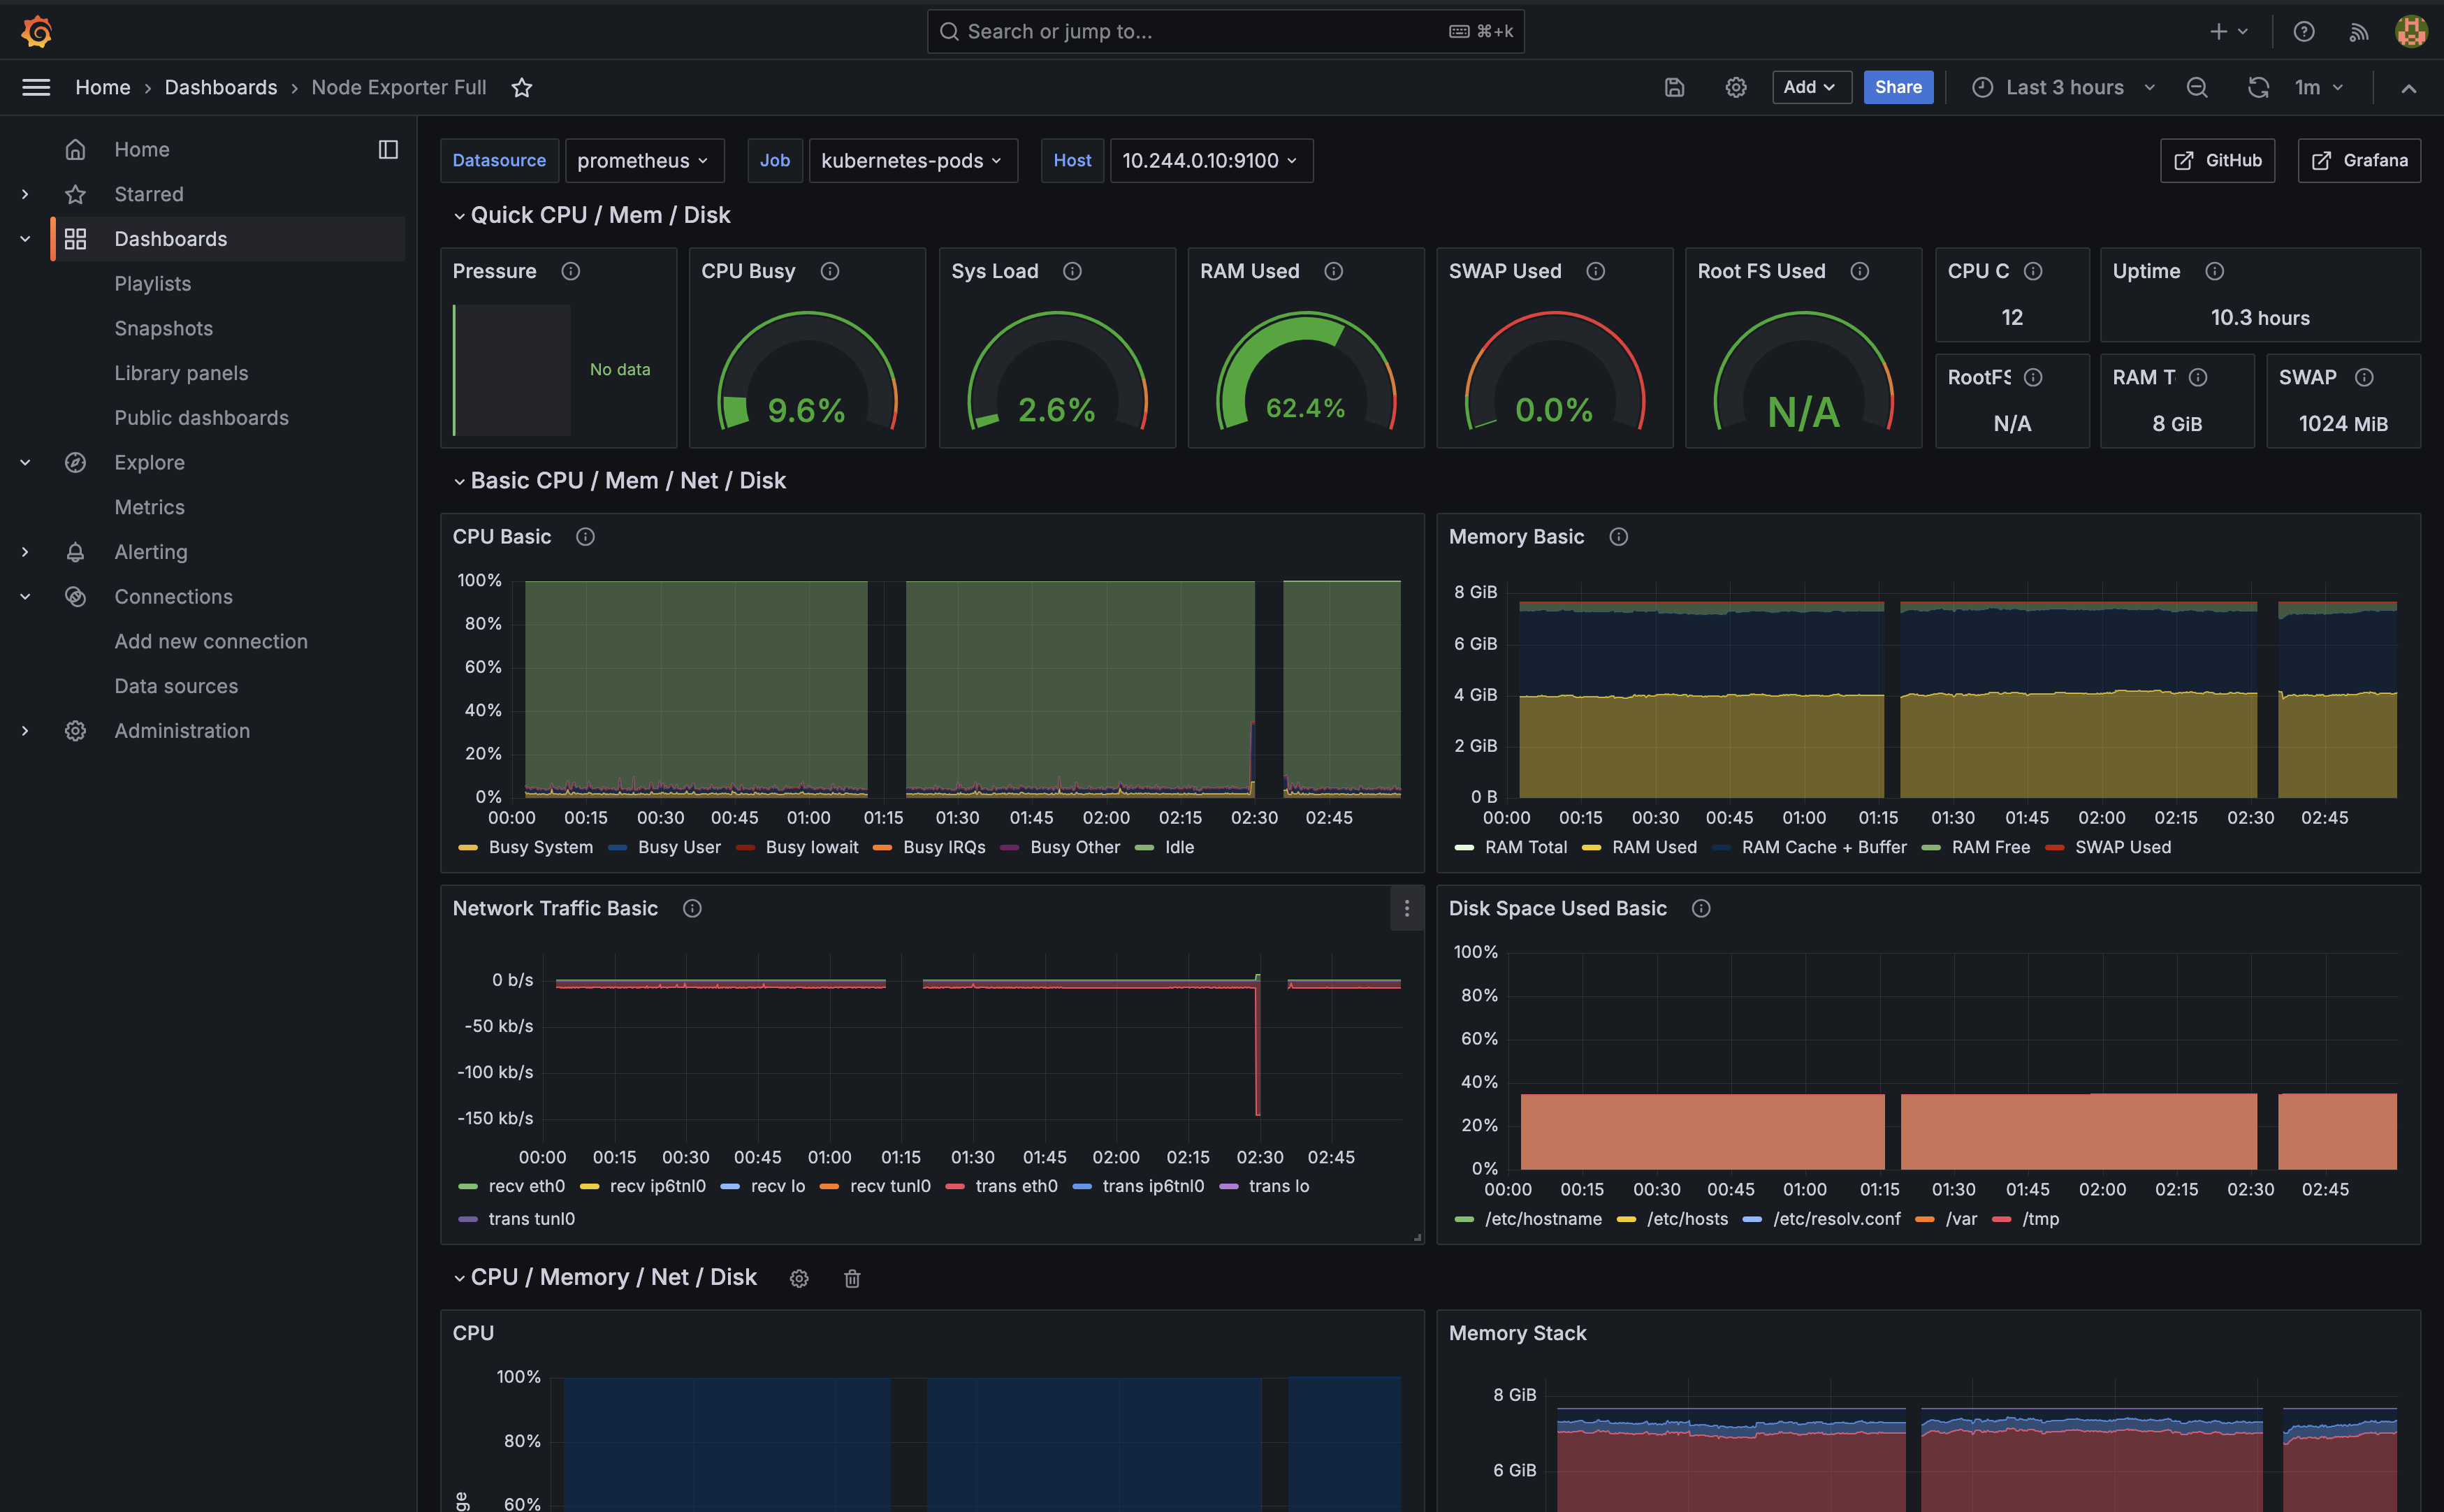 Search or jump to... ⌘+k
Home › Dashboards › Node Exporter Full
Add
Share
Last 3 hours
1m
Home
Starred
Dashboards
Playlists
Snapshots
Library panels
Public dashboards
Explore
Metrics
Alerting
Connections
Add new connection
Data sources
Administration
Datasource prometheus Job kubernetes-pods Host 10.244.0.10:9100 GitHub Grafana
Quick CPU / Mem / Disk
Pressure CPU Busy Sys Load RAM Used SWAP Used Root FS Used CPU C Uptime
12 10.3 hours
No data 9.6% 2.6% 62.4% 0.0% N/A
RootFS RAM T SWAP
N/A 8 GiB 1024 MiB
Basic CPU / Mem / Net / Disk
CPU Basic
100%
80%
60%
40%
20%
0%
00:00 00:15 00:30 00:45 01:00 01:15 01:30 01:45 02:00 02:15 02:30 02:45
Busy System Busy User Busy Iowait Busy IRQs Busy Other Idle
Memory Basic
8 GiB
6 GiB
4 GiB
2 GiB
0 B
00:00 00:15 00:30 00:45 01:00 01:15 01:30 01:45 02:00 02:15 02:30 02:45
RAM Total RAM Used RAM Cache + Buffer RAM Free SWAP Used
Network Traffic Basic
0 b/s
-50 kb/s
-100 kb/s
-150 kb/s
00:00 00:15 00:30 00:45 01:00 01:15 01:30 01:45 02:00 02:15 02:30 02:45
recv eth0 recv ip6tnl0 recv lo recv tunl0 trans eth0 trans ip6tnl0 trans lo
trans tunl0
Disk Space Used Basic
100%
80%
60%
40%
20%
0%
00:00 00:15 00:30 00:45 01:00 01:15 01:30 01:45 02:00 02:15 02:30 02:45
/etc/hostname /etc/hosts /etc/resolv.conf /var /tmp
CPU / Memory / Net / Disk
CPU
100%
80%
60%
ge
Memory Stack
8 GiB
6 GiB